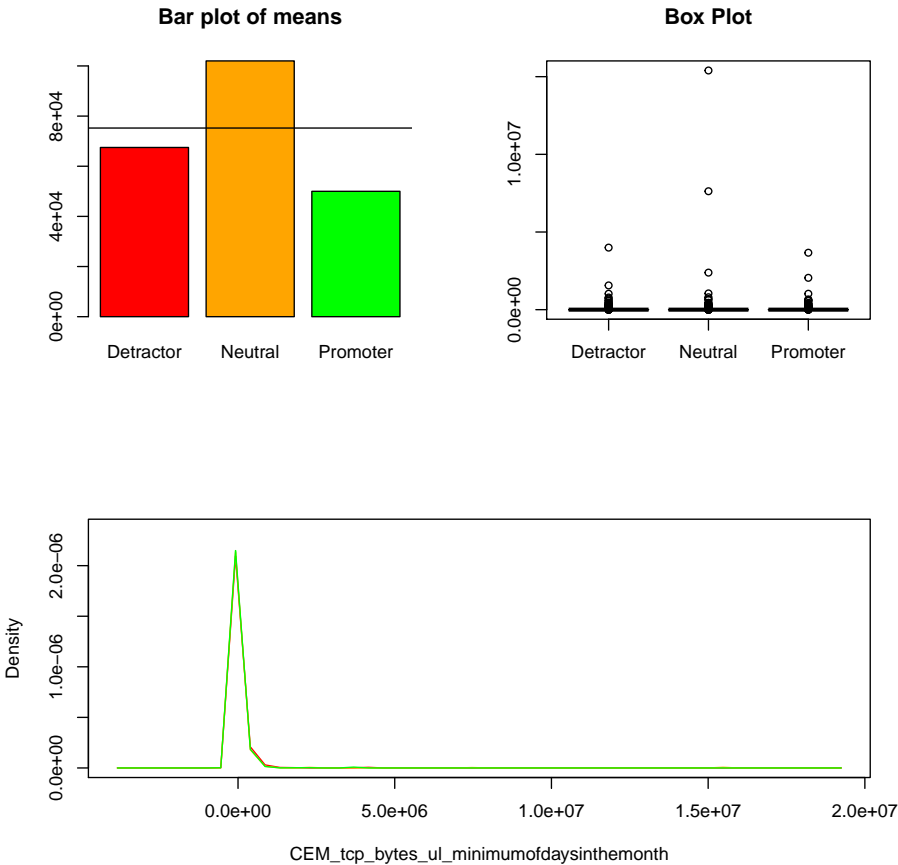 Bar plot of means
8e+04
4e+04
0e+00
Detractor Neutral Promoter
Box Plot
1.0e+07
0.0e+00
Detractor Neutral Promoter
Density
2.0e−06
1.0e−06
0.0e+00
0.0e+00 5.0e+06 1.0e+07 1.5e+07 2.0e+07
CEM_tcp_bytes_ul_minimumofdaysinthemonth